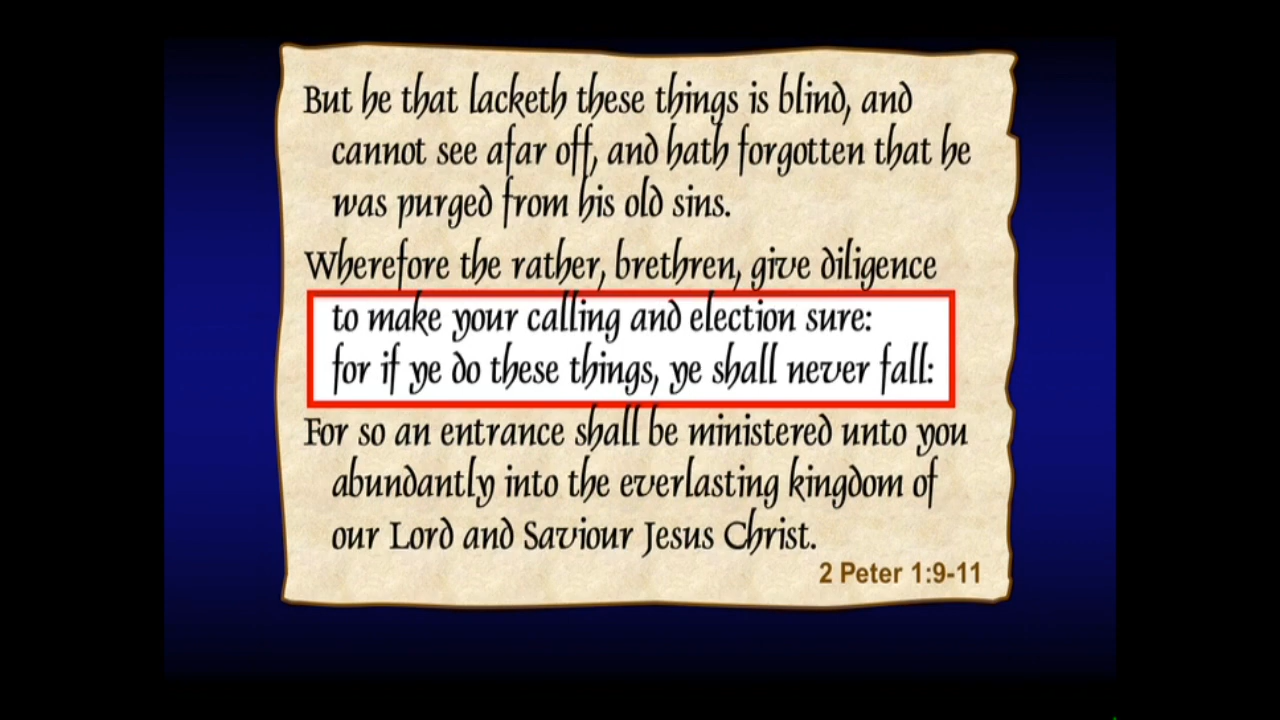 But he that lacketh these things is blind, and
cannot see afar off, and hath forgotten that he
was purged from his old sins.
Wherefore the rather, brethren, give diligence
to make your calling and election sure:
for if ye do these things, ye shall never fall:
For so an entrance shall be ministered unto you
abundantly into the everlasting kingdom of
our Lord and Saviour Jesus Christ.
2 Peter 1:9-11